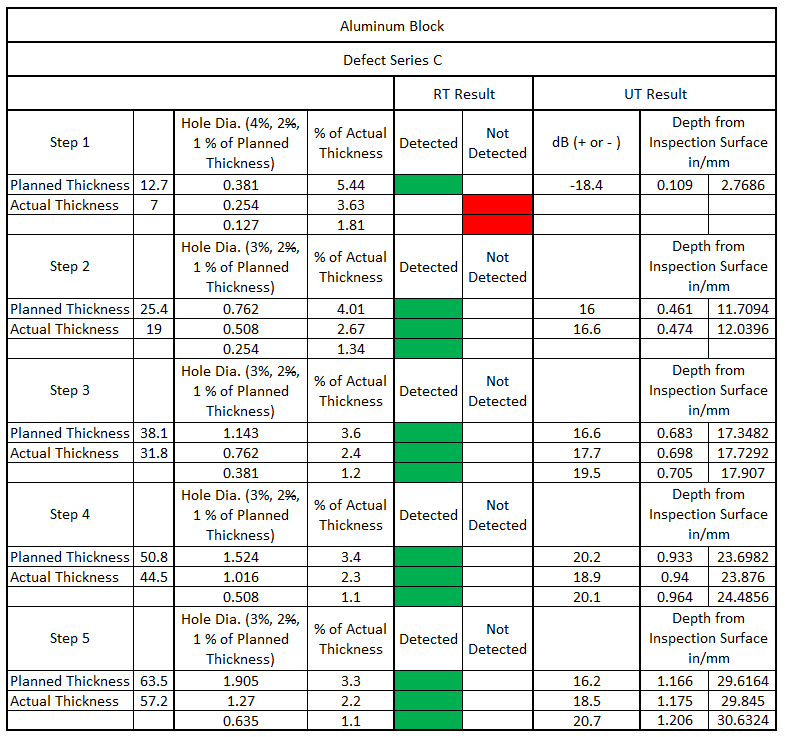 Aluminum Block
Defect Series C
RT Result UT Result
Step 1 Hole Dia. (4%, 2%, 1 % of Planned Thickness) % of Actual Thickness Detected Not Detected dB (+ or - ) Depth from Inspection Surface in/mm
Planned Thickness 12.7 0.381 5.44 -18.4 0.109 2.7686
Actual Thickness 7 0.254 3.63
0.127 1.81
Step 2 Hole Dia. (3%, 2%, 1 % of Planned Thickness) % of Actual Thickness Detected Not Detected Depth from Inspection Surface in/mm
Planned Thickness 25.4 0.762 4.01 16 0.461 11.7094
Actual Thickness 19 0.508 2.67 16.6 0.474 12.0396
0.254 1.34
Step 3 Hole Dia. (3%, 2%, 1 % of Planned Thickness) % of Actual Thickness Detected Not Detected Depth from Inspection Surface in/mm
Planned Thickness 38.1 1.143 3.6 16.6 0.683 17.3482
Actual Thickness 31.8 0.762 2.4 17.7 0.698 17.7292
0.381 1.2 19.5 0.705 17.907
Step 4 Hole Dia. (3%, 2%, 1 % of Planned Thickness) % of Actual Thickness Detected Not Detected Depth from Inspection Surface in/mm
Planned Thickness 50.8 1.524 3.4 20.2 0.933 23.6982
Actual Thickness 44.5 1.016 2.3 18.9 0.94 23.876
0.508 1.1 20.1 0.964 24.4856
Step 5 Hole Dia. (3%, 2%, 1 % of Planned Thickness) % of Actual Thickness Detected Not Detected Depth from Inspection Surface in/mm
Planned Thickness 63.5 1.905 3.3 16.2 1.166 29.6164
Actual Thickness 57.2 1.27 2.2 18.5 1.175 29.845
0.635 1.1 20.7 1.206 30.6324